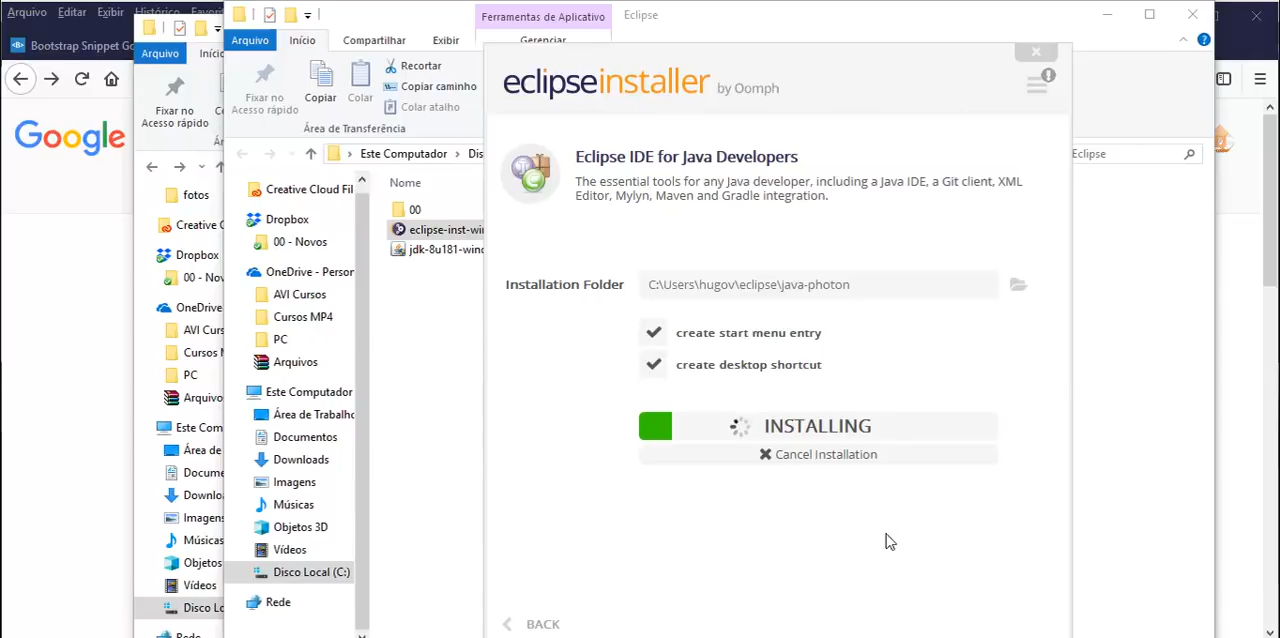 Arquivo Editar Exibir Histórico Favori
Bootstrap Snippet Go
Google
Arquivo Iníci
Fixar no
Acesso rápido
fotos
Creative C
Dropbox
00 - Nov
OneDrive
AVI Curs
Cursos M
PC
Arquivo
Este Com
Área de
Docume
Downloa
Imagens
Músicas
Objetos
Vídeos
Disco Lo
Rede
Ferramentas de Aplicativo Eclipse
Arquivo Início Compartilhar Exibir Gerenciar
Fixar no
Acesso rápido
Copiar
Colar
Recortar
Copiar caminho
Colar atalho
Área de Transferência
Este Computador › Dis
Eclipse
Creative Cloud Fil
Dropbox
00 - Novos
OneDrive - Person
AVI Cursos
Cursos MP4
PC
Arquivos
Este Computador
Área de Trabalho
Documentos
Downloads
Imagens
Músicas
Objetos 3D
Vídeos
Disco Local (C:)
Rede
Nome
00
eclipse-inst-wi
jdk-8u181-wind
eclipseinstaller by Oomph
Eclipse IDE for Java Developers
The essential tools for any Java developer, including a Java IDE, a Git client, XML
Editor, Mylyn, Maven and Gradle integration.
Installation Folder C:\Users\hugov\eclipse\java-photon
create start menu entry
create desktop shortcut
INSTALLING
Cancel Installation
BACK